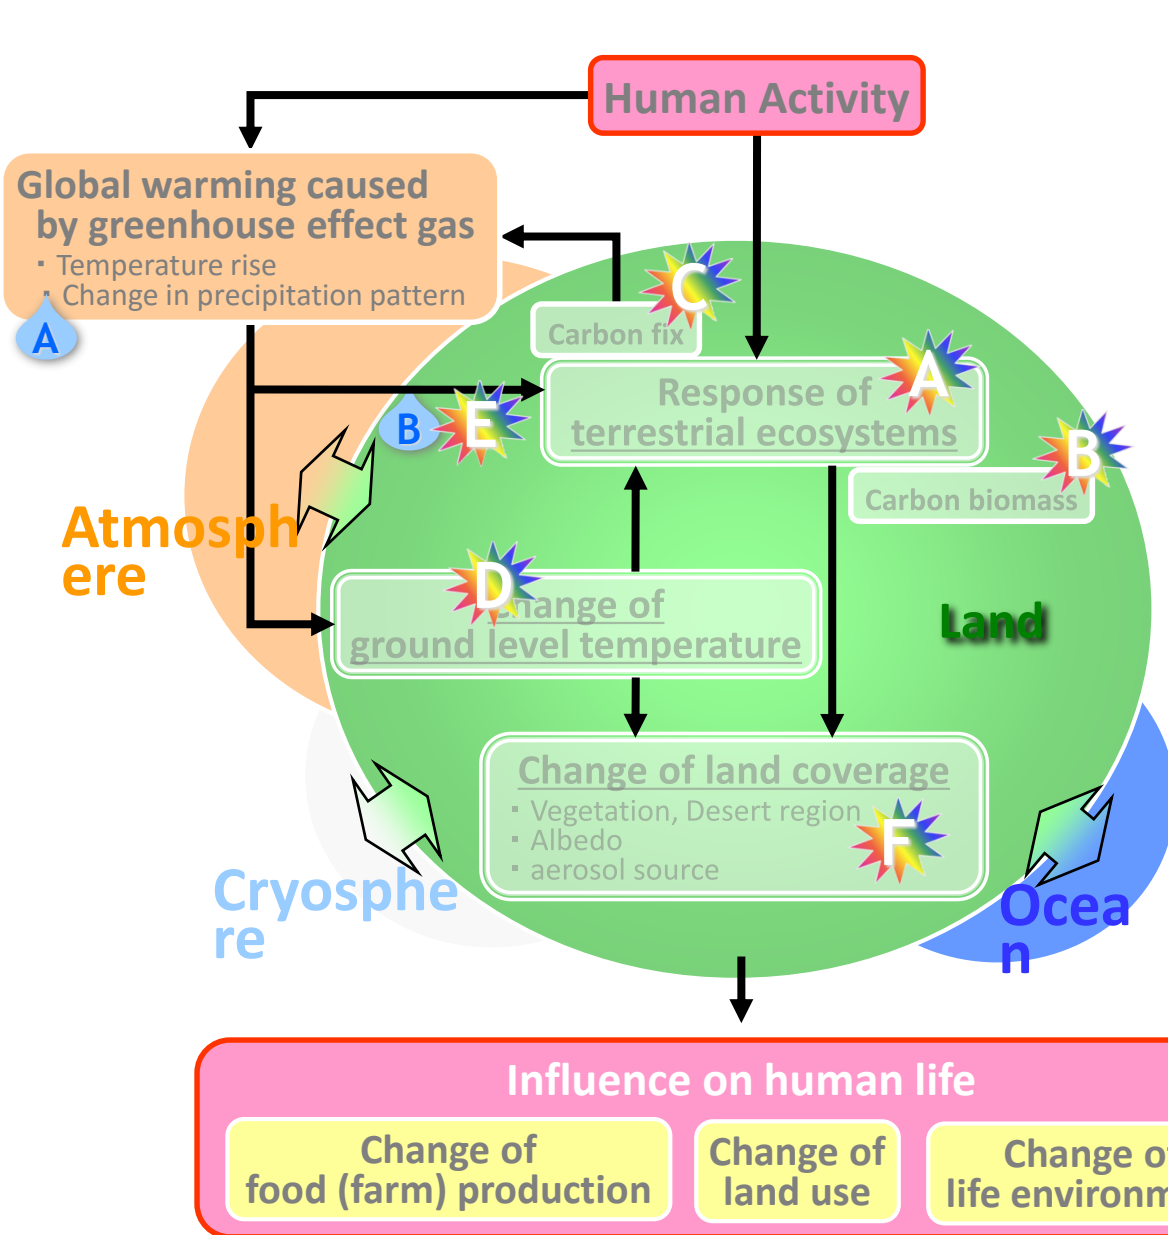 Human Activity
Global warming caused
by greenhouse effect gas
・Temperature rise
・Change in precipitation pattern
A
C
Carbon fix
A
Response of
terrestrial ecosystems
B
E
B
Carbon biomass
Atmosph
ere
D
Change of
ground level temperature
Land
Change of land coverage
・Vegetation, Desert region
・Albedo
・aerosol source
F
Cryosphe
re
Ocea
n
Influence on human life
Change of
food (farm) production
Change of
land use
Change of
life environm